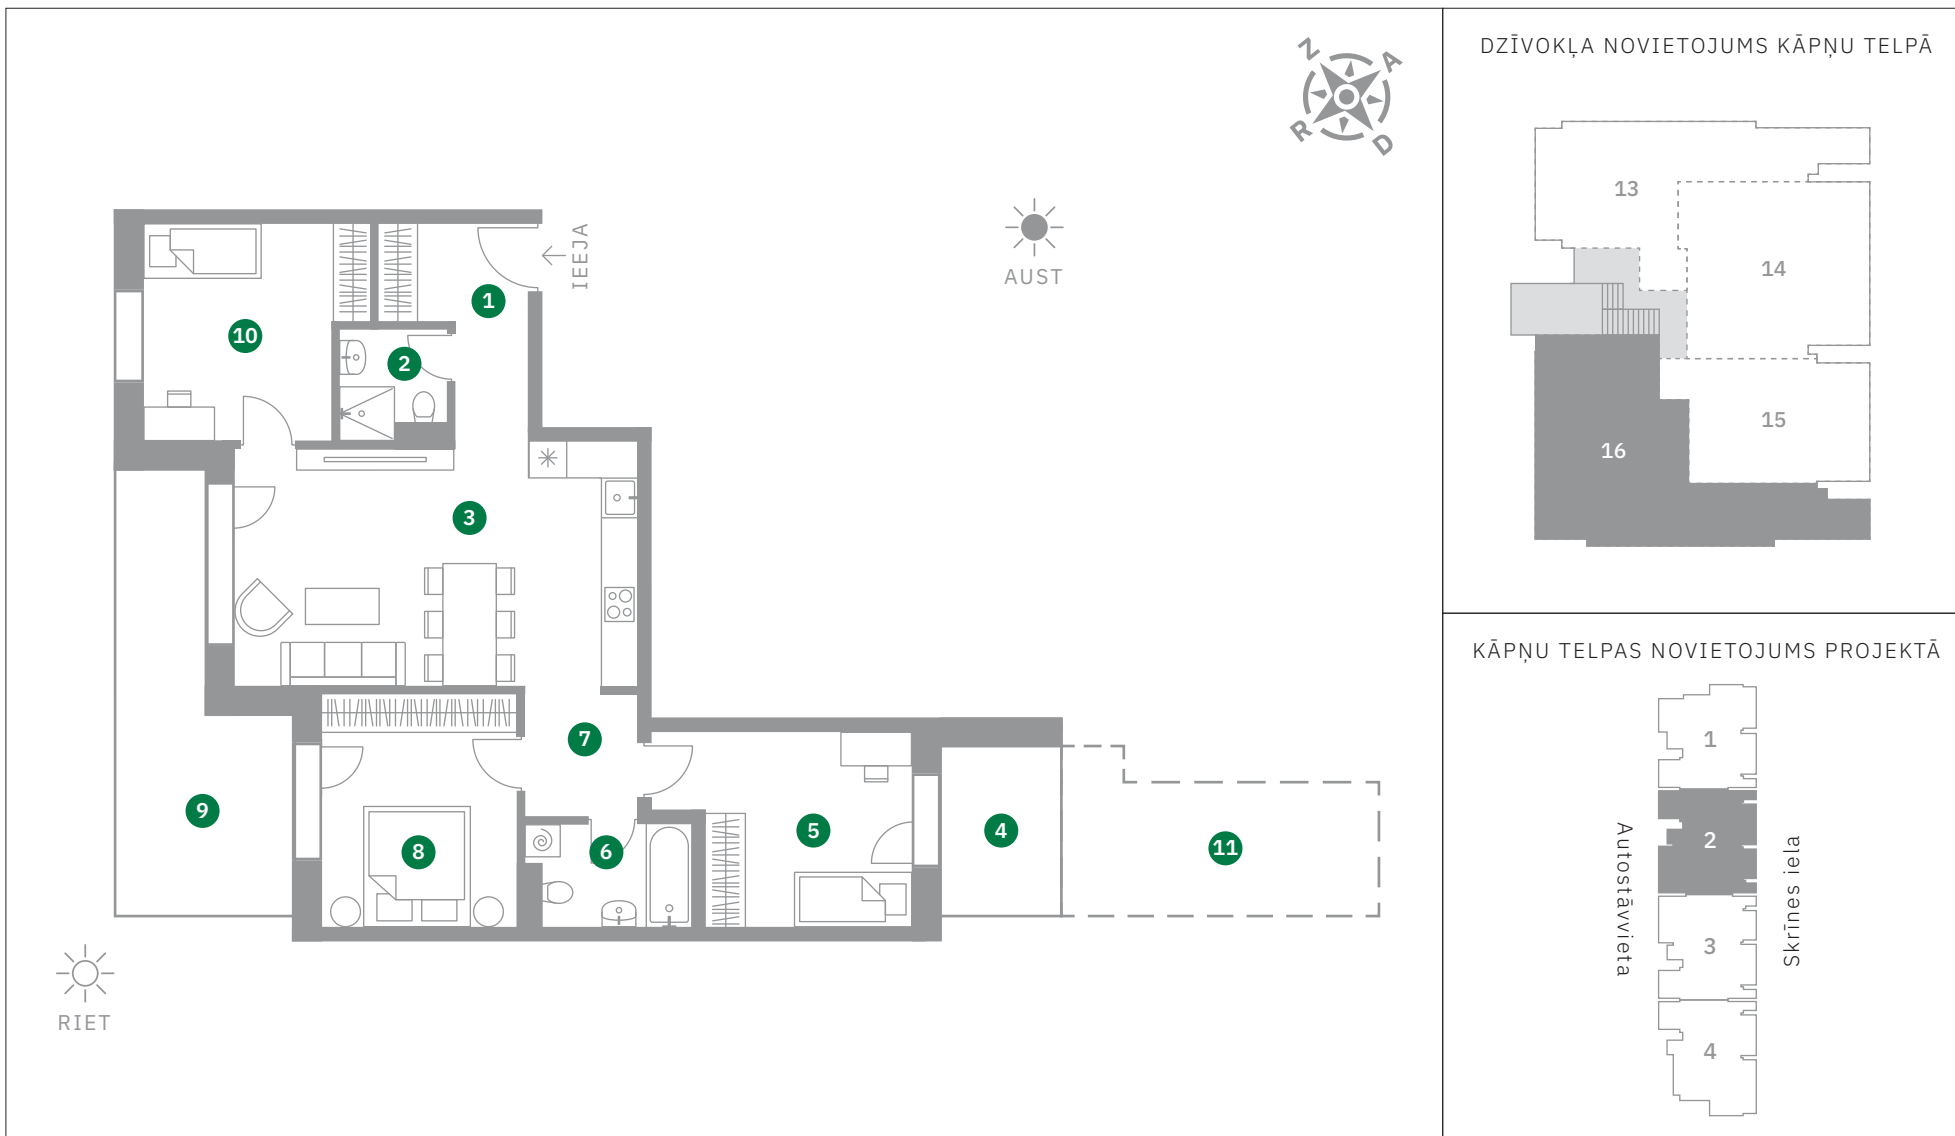 Z
A
R
D
IEEJA
AUST
1
10
2
3
7
9
8
6
5
4
11
RIET
DZĪVOKĻA NOVIETOJUMS KĀPŅU TELPĀ
13
14
15
16
KĀPŅU TELPAS NOVIETOJUMS PROJEKTĀ
1
2
3
4
Autostāvvieta
Skrīnes iela